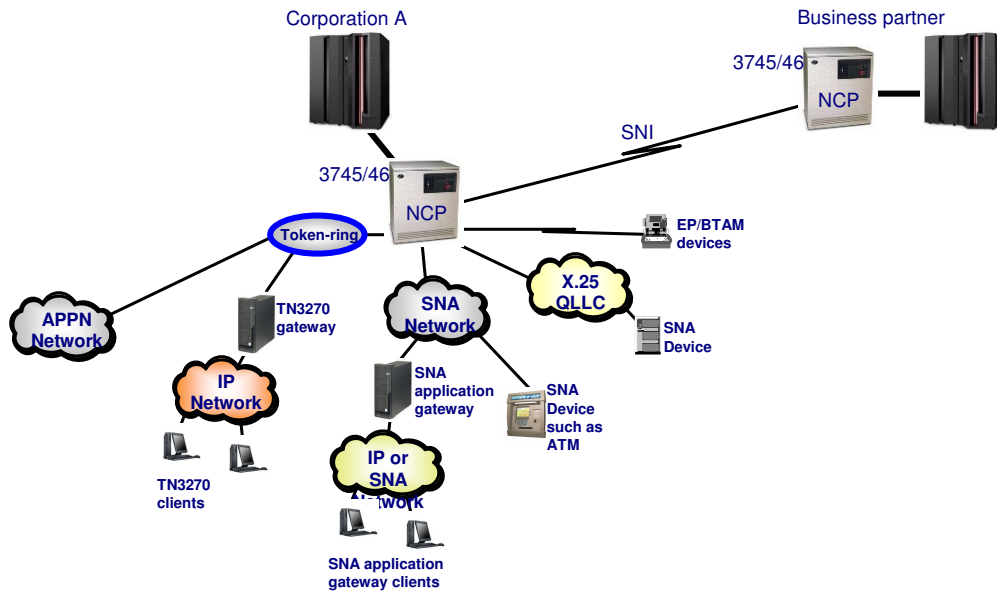 Corporation A
Business partner
3745/46
NCP
SNI
3745/46
NCP
Token-ring
EP/BTAM
devices
X.25
QLLC
SNA
Device
APPN
Network
TN3270
gateway
SNA
Network
IP
Network
SNA
application
gateway
SNA
Device
such as
ATM
TN3270
clients
IP or
SNA
Network
SNA application
gateway clients